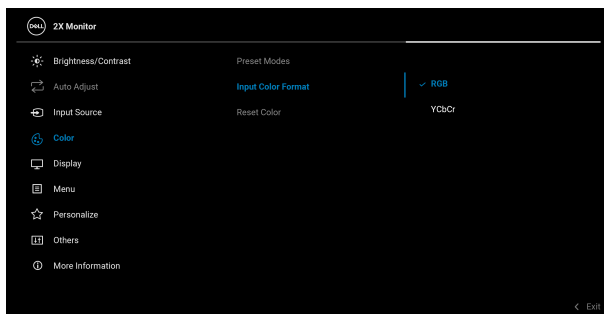 DELL 2X Monitor
Brightness/Contrast
Auto Adjust
Input Source
Color
Display
Menu
Personalize
Others
More Information
Preset Modes
Input Color Format
Reset Color
RGB
YCbCr
Exit